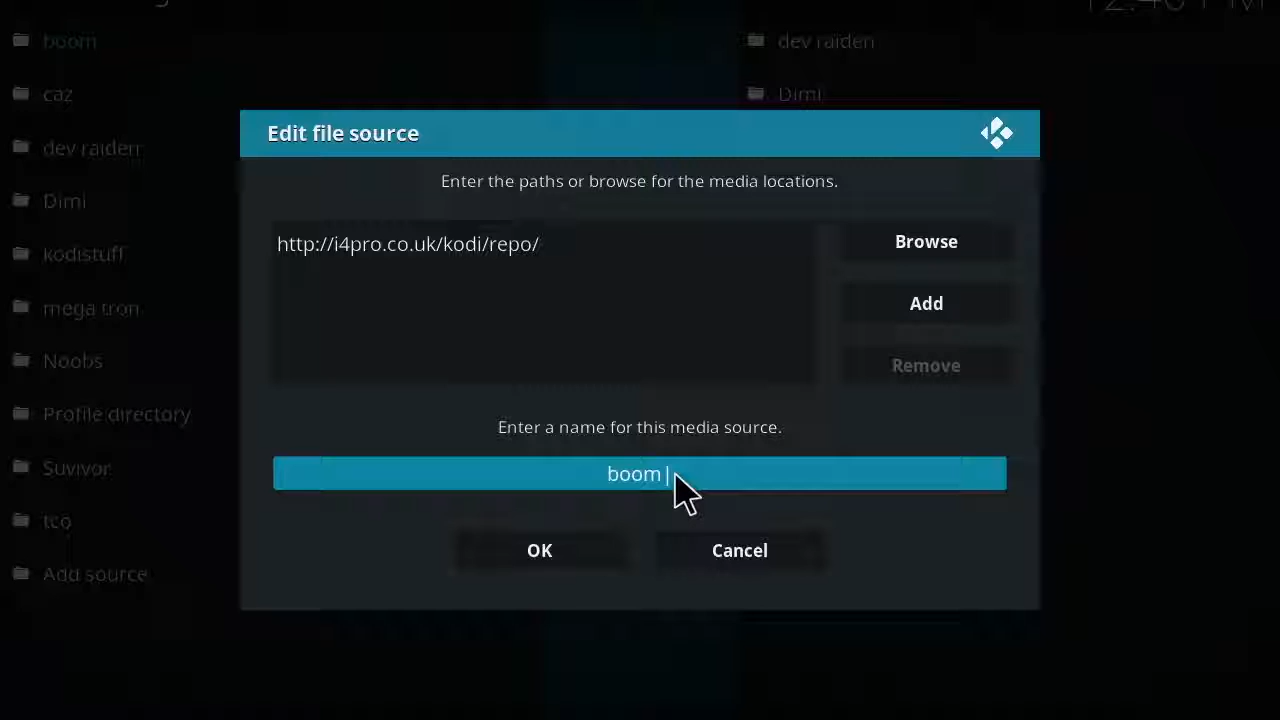 boom
caz
dev raiden
Dimi
kodistuff
mega tron
Noobs
Profile directory
Suvivor
tco
Add source
dev raiden
Dimi
Edit file source
Enter the paths or browse for the media locations.
http://i4pro.co.uk/kodi/repo/
Browse
Add
Remove
Enter a name for this media source.
boom
OK
Cancel